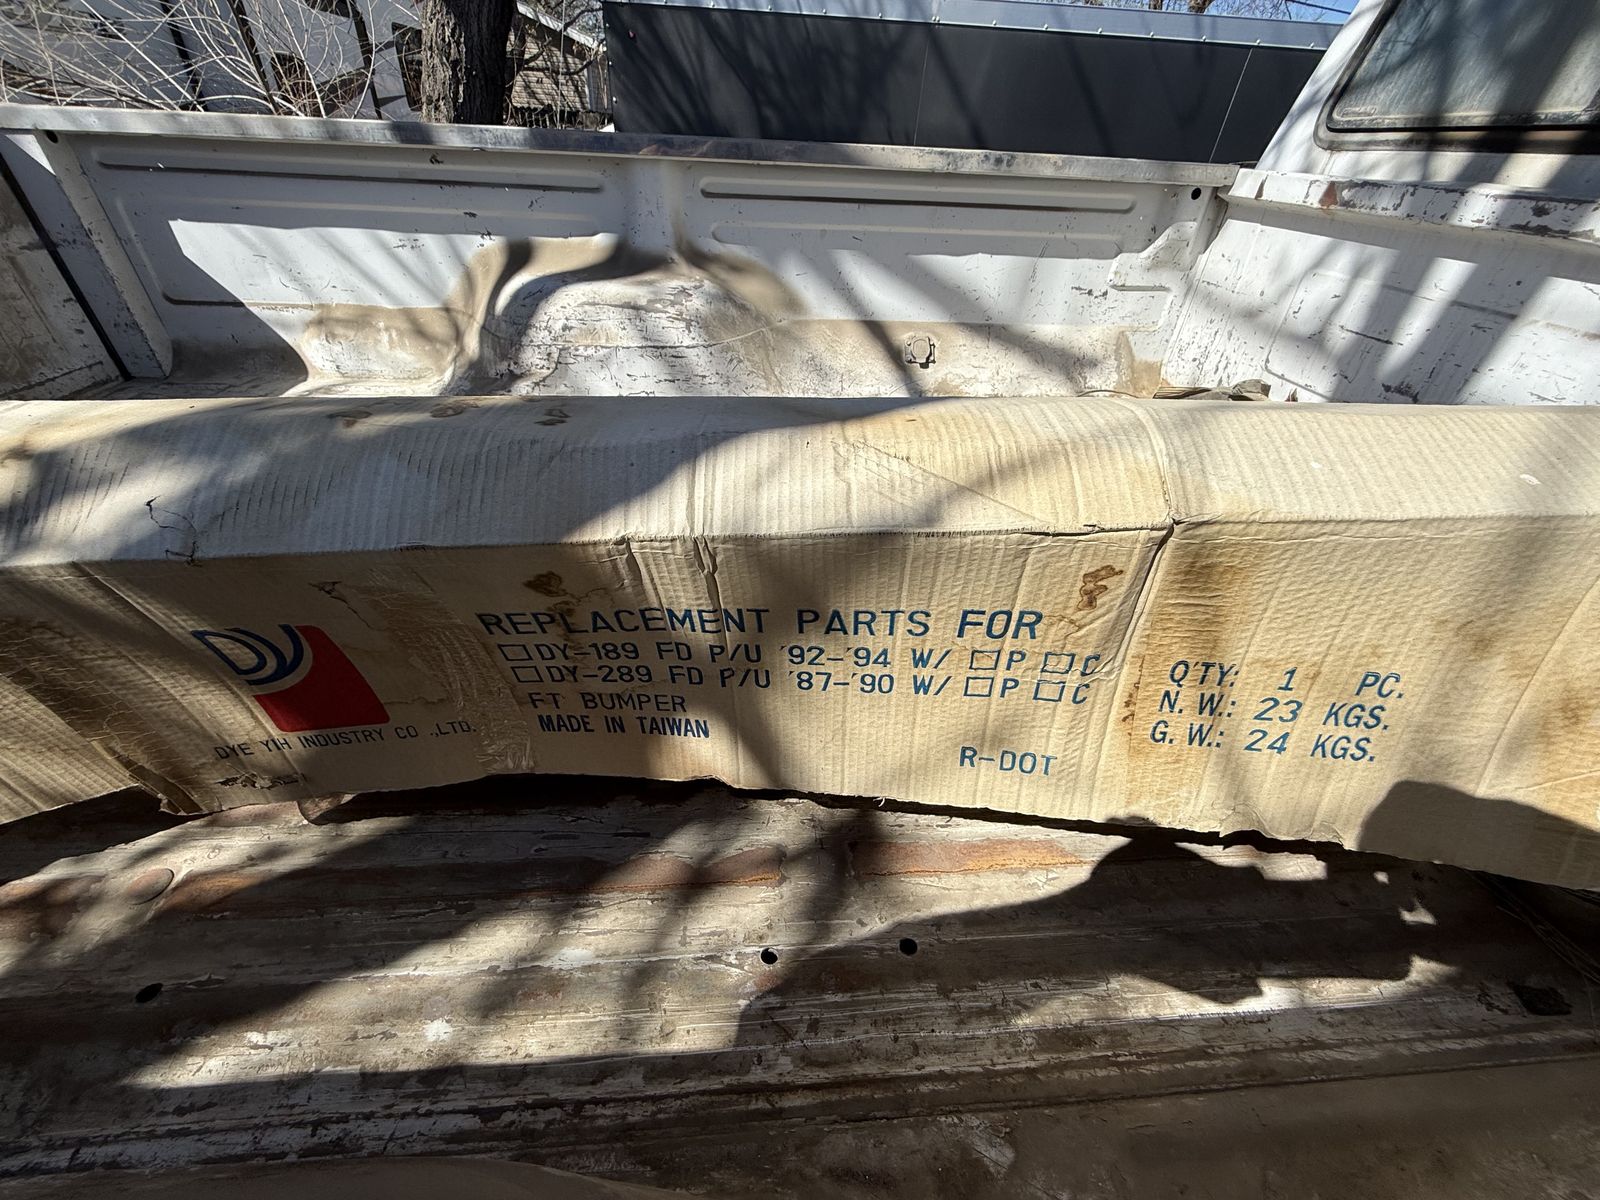 DY
DYE YIH INDUSTRY CO .,LTD.
REPLACEMENT PARTS FOR
□DY-189 FD P/U '92-'94 W/ □P □C
□DY-289 FD P/U '87-'90 W/ □P □C
FT BUMPER
MADE IN TAIWAN
R-DOT
Q'TY: 1 PC.
N. W.: 23 KGS.
G. W.: 24 KGS.